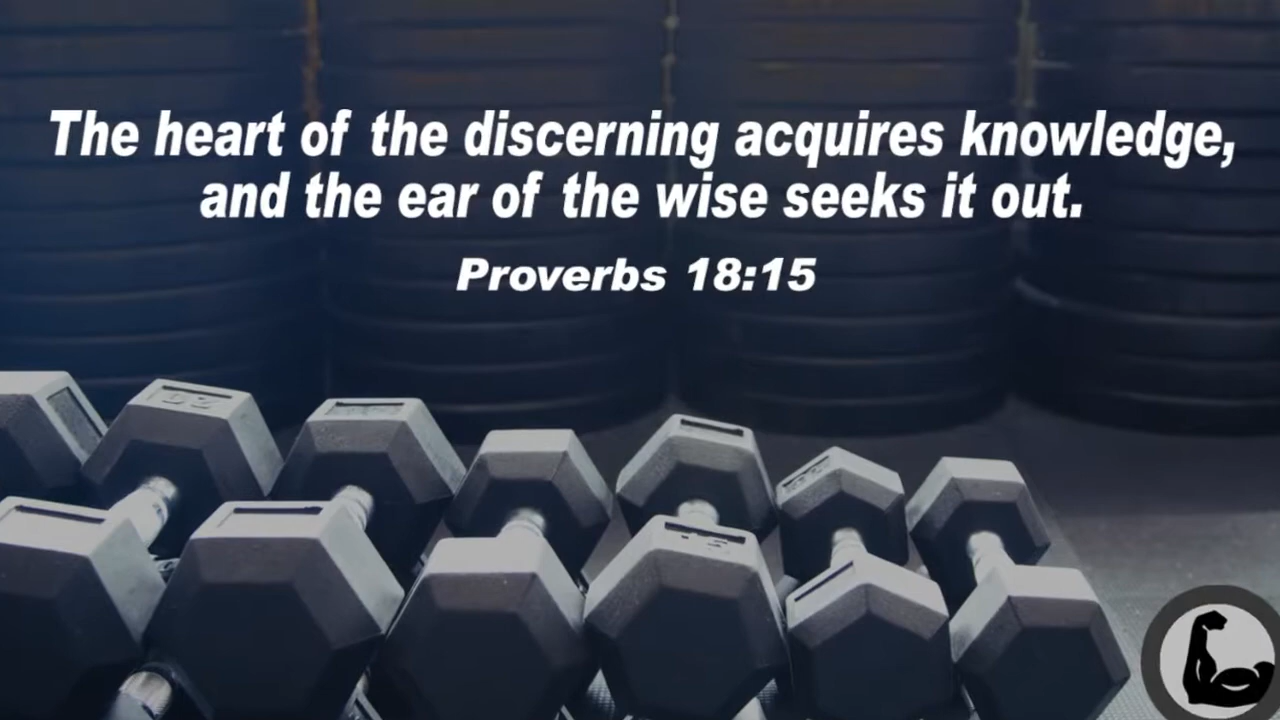 The heart of the discerning acquires knowledge,
and the ear of the wise seeks it out.
Proverbs 18:15